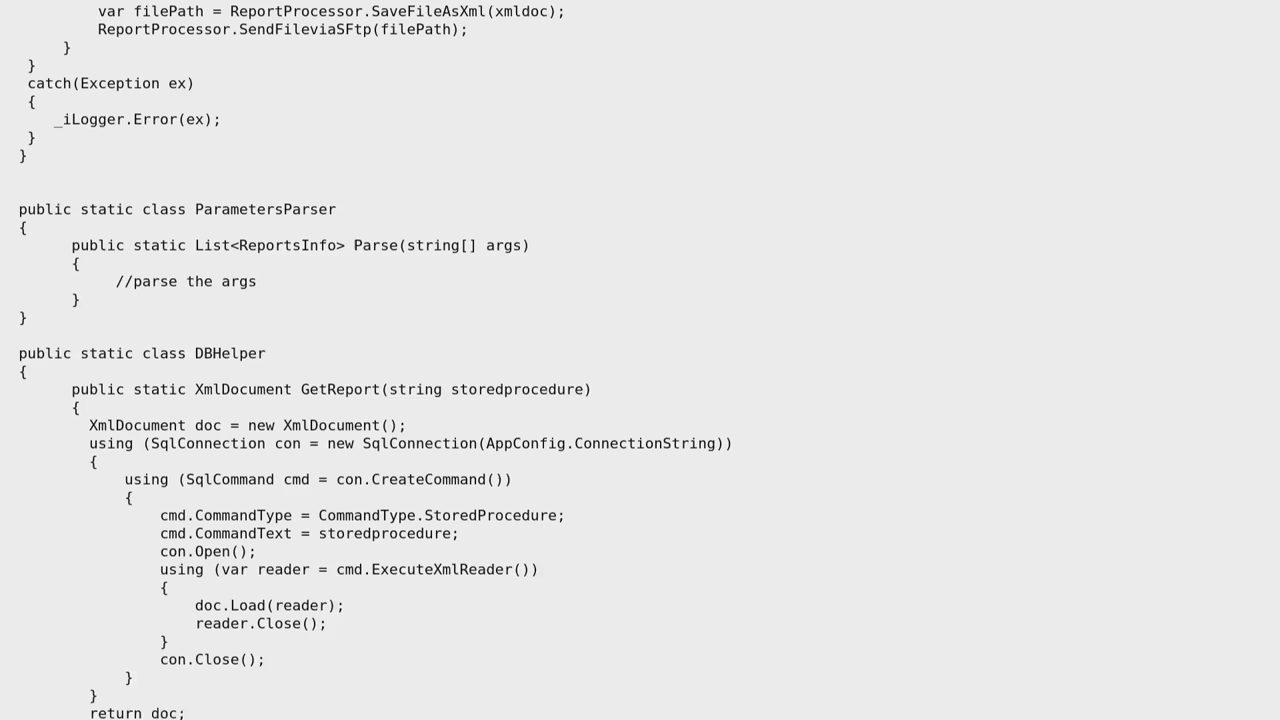 var filePath = ReportProcessor.SaveFileAsXml(xmldoc);
ReportProcessor.SendFileviaSFtp(filePath);
}
}
catch(Exception ex)
{
_iLogger.Error(ex);
}
}
public static class ParametersParser
{
public static List<ReportsInfo> Parse(string[] args)
{
//parse the args
}
}
public static class DBHelper
{
public static XmlDocument GetReport(string storedprocedure)
{
XmlDocument doc = new XmlDocument();
using (SqlConnection con = new SqlConnection(AppConfig.ConnectionString))
{
using (SqlCommand cmd = con.CreateCommand())
{
cmd.CommandType = CommandType.StoredProcedure;
cmd.CommandText = storedprocedure;
con.Open();
using (var reader = cmd.ExecuteXmlReader())
{
doc.Load(reader);
reader.Close();
}
con.Close();
}
}
return doc;